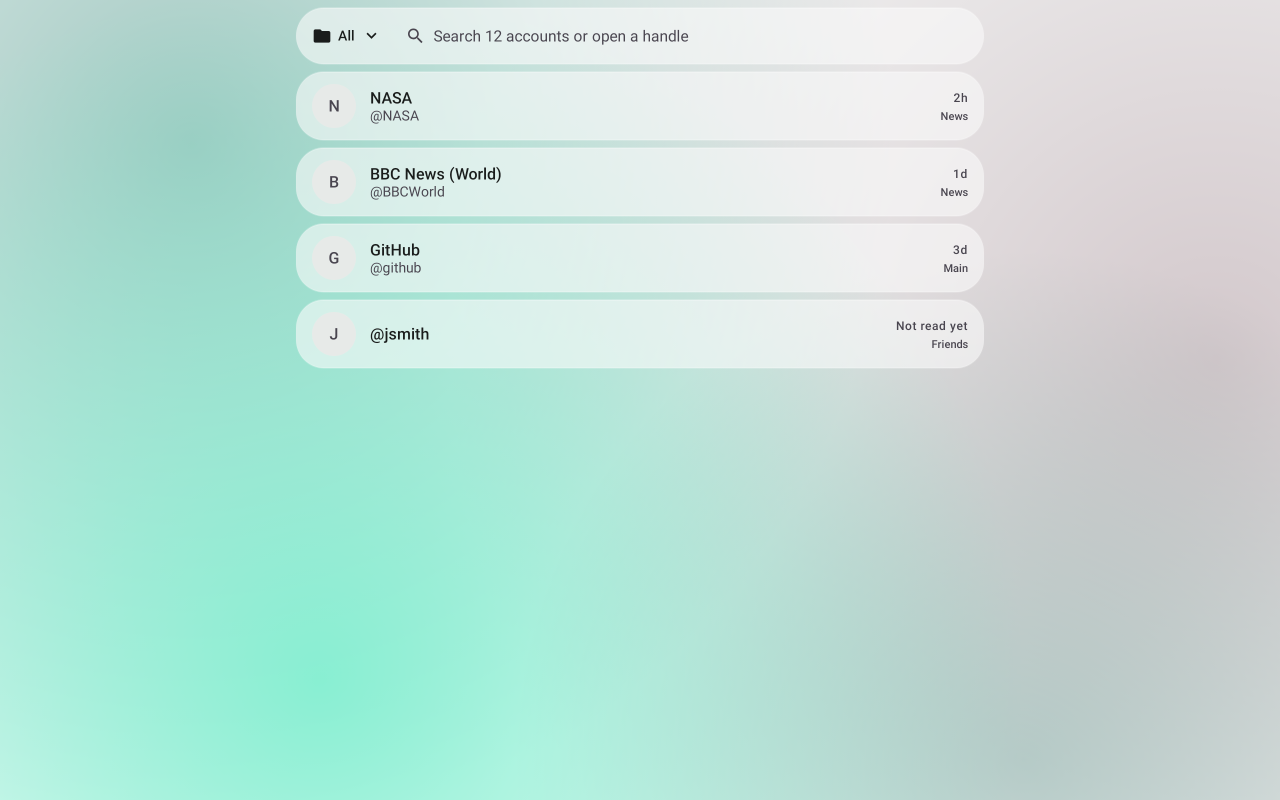 All
Search 12 accounts or open a handle
N
NASA
@NASA
2h
News
B
BBC News (World)
@BBCWorld
1d
News
G
GitHub
@github
3d
Main
J
@jsmith
Not read yet
Friends